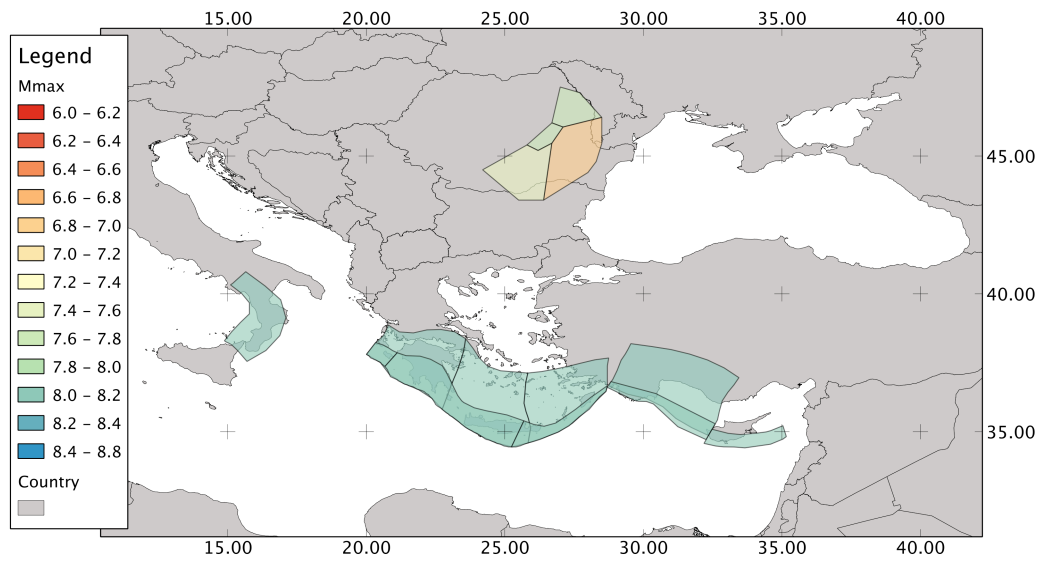 15.00 20.00 25.00 30.00 35.00 40.00
Legend
Mmax
6.0 – 6.2
6.2 – 6.4
6.4 – 6.6
6.6 – 6.8
6.8 – 7.0
7.0 – 7.2
7.2 – 7.4
7.4 – 7.6
7.6 – 7.8
7.8 – 8.0
8.0 – 8.2
8.2 – 8.4
8.4 – 8.8
Country
45.00
40.00
35.00
15.00 20.00 25.00 30.00 35.00 40.00